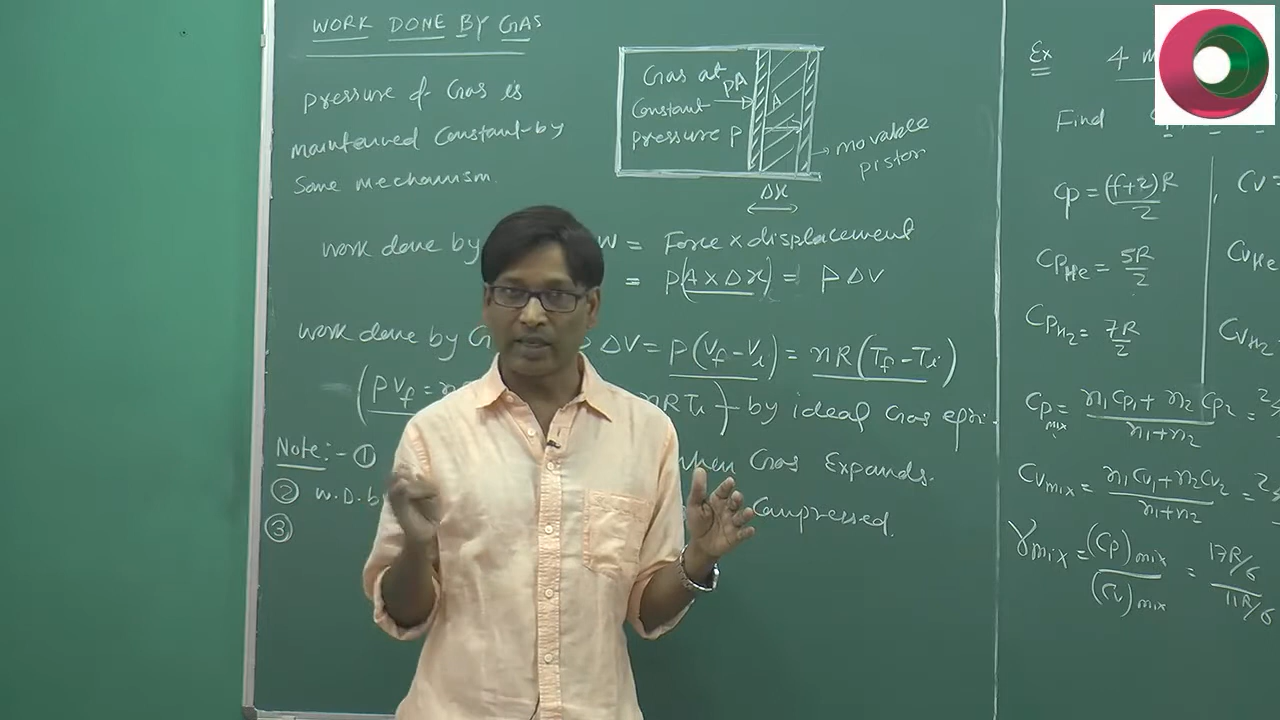 WORK DONE BY GAS
Pressure of Gas is
maintained Constant by
Some mechanism.
Gas at
Constant
pressure P
PA
A
Δx
movable
piston
Work done by W = Force x displacement
= P(A x Δx) = PΔV
Work done by G ΔV = P(Vf - Vi) = nR(Tf - Ti)
(PVf = nRTi) by ideal Gas eqn.
Note:- ① when Gas Expands.
② W.D. by Compressed.
③
Ex 4
Find
Cp = (f+2)R/2
Cv =
CpHe = 5R/2
CvHe
CpH2 = 7R/2
CvH2
Cpmix = n1Cp1 + n2Cp2 / n1+n2 =
Cvmix = n1Cv1 + n2Cv2 / n1+n2 =
γmix = (Cp)mix / (Cv)mix = 17R/6 / 11R/6